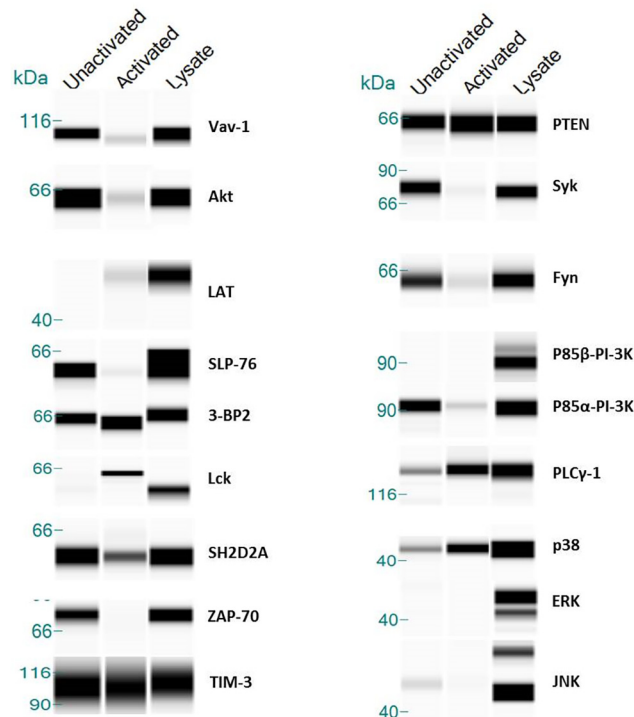 kDa
Unactivated
Activated
Lysate
116
Vav-1
66
Akt
LAT
40
66
SLP-76
66
3-BP2
66
Lck
66
SH2D2A
ZAP-70
66
116
TIM-3
90
kDa
Unactivated
Activated
Lysate
66
PTEN
90
Syk
66
66
Fyn
P85β-PI-3K
90
P85α-PI-3K
90
PLCγ-1
116
p38
40
ERK
40
JNK
40